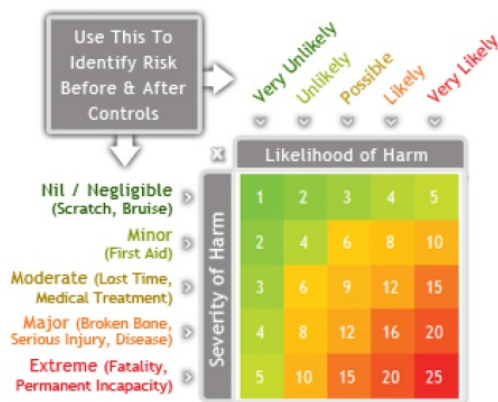 Use This To
Identify Risk
Before & After
Controls
Very Unlikely
Unlikely
Possible
Likely
Very Likely
x Likelihood of Harm
Severity of Harm
Nil / Negligible
(Scratch, Bruise)
1 2 3 4 5
Minor
(First Aid)
2 4 6 8 10
Moderate (Lost Time,
Medical Treatment)
3 6 9 12 15
Major (Broken Bone,
Serious Injury, Disease)
4 8 12 16 20
Extreme (Fatality,
Permanent Incapacity)
5 10 15 20 25